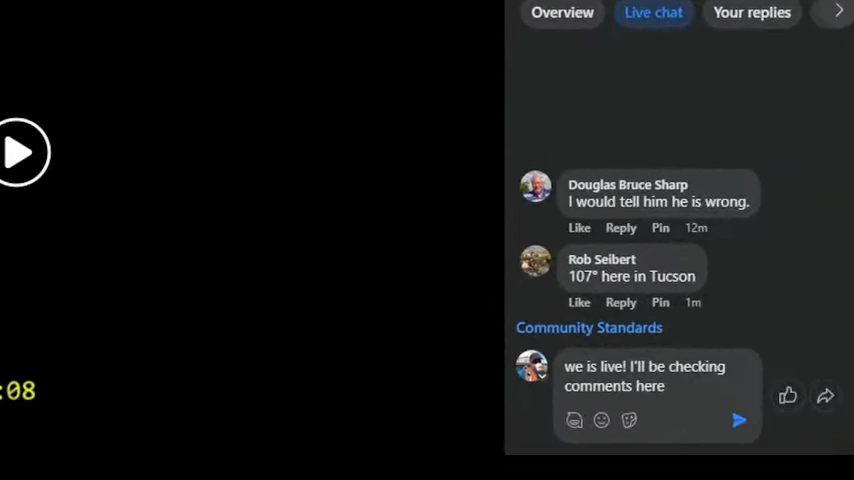 Overview Live chat Your replies
Douglas Bruce Sharp
I would tell him he is wrong.
Like Reply Pin 12m
Rob Seibert
107° here in Tucson
Like Reply Pin 1m
Community Standards
we is live! I'll be checking
comments here
:08